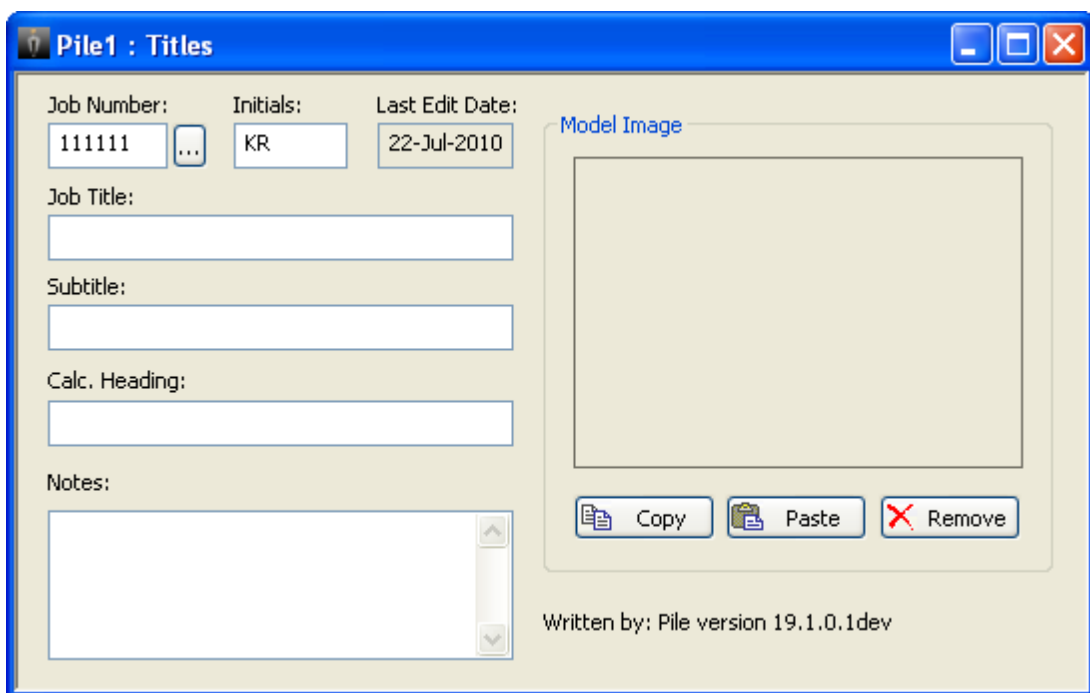 Pile1 : Titles
Job Number: Initials: Last Edit Date:
111111 ... KR 22-Jul-2010
Job Title:
Subtitle:
Calc. Heading:
Notes:
Model Image
Copy Paste Remove
Written by: Pile version 19.1.0.1dev